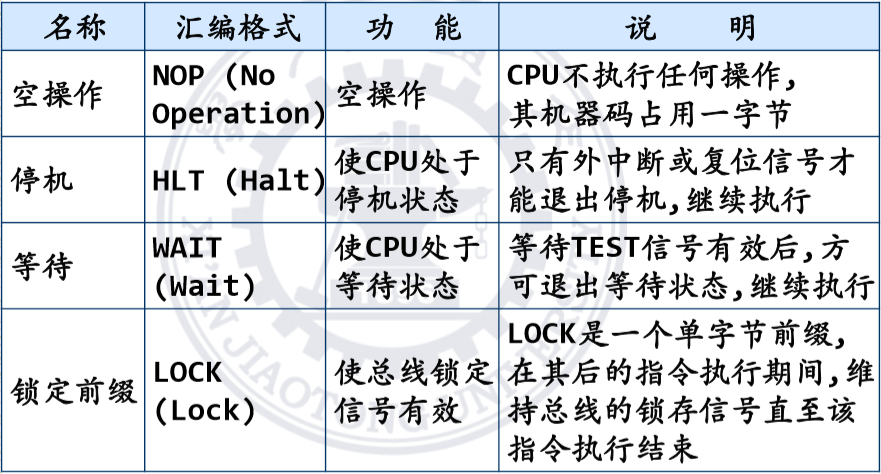 名称 汇编格式 功 能 说 明
空操作
NOP (No
Operation)
空操作
CPU不执行任何操作,
其机器码占用一字节
停机
HLT (Halt)
使CPU处于
停机状态
只有外中断或复位信号才
能退出停机,继续执行
等待
WAIT
(Wait)
使CPU处于
等待状态
等待TEST信号有效后,方
可退出等待状态,继续执行
锁定前缀
LOCK
(Lock)
使总线锁定
信号有效
LOCK是一个单字节前缀,
在其后的指令执行期间,维
持总线的锁存信号直至该
指令执行结束